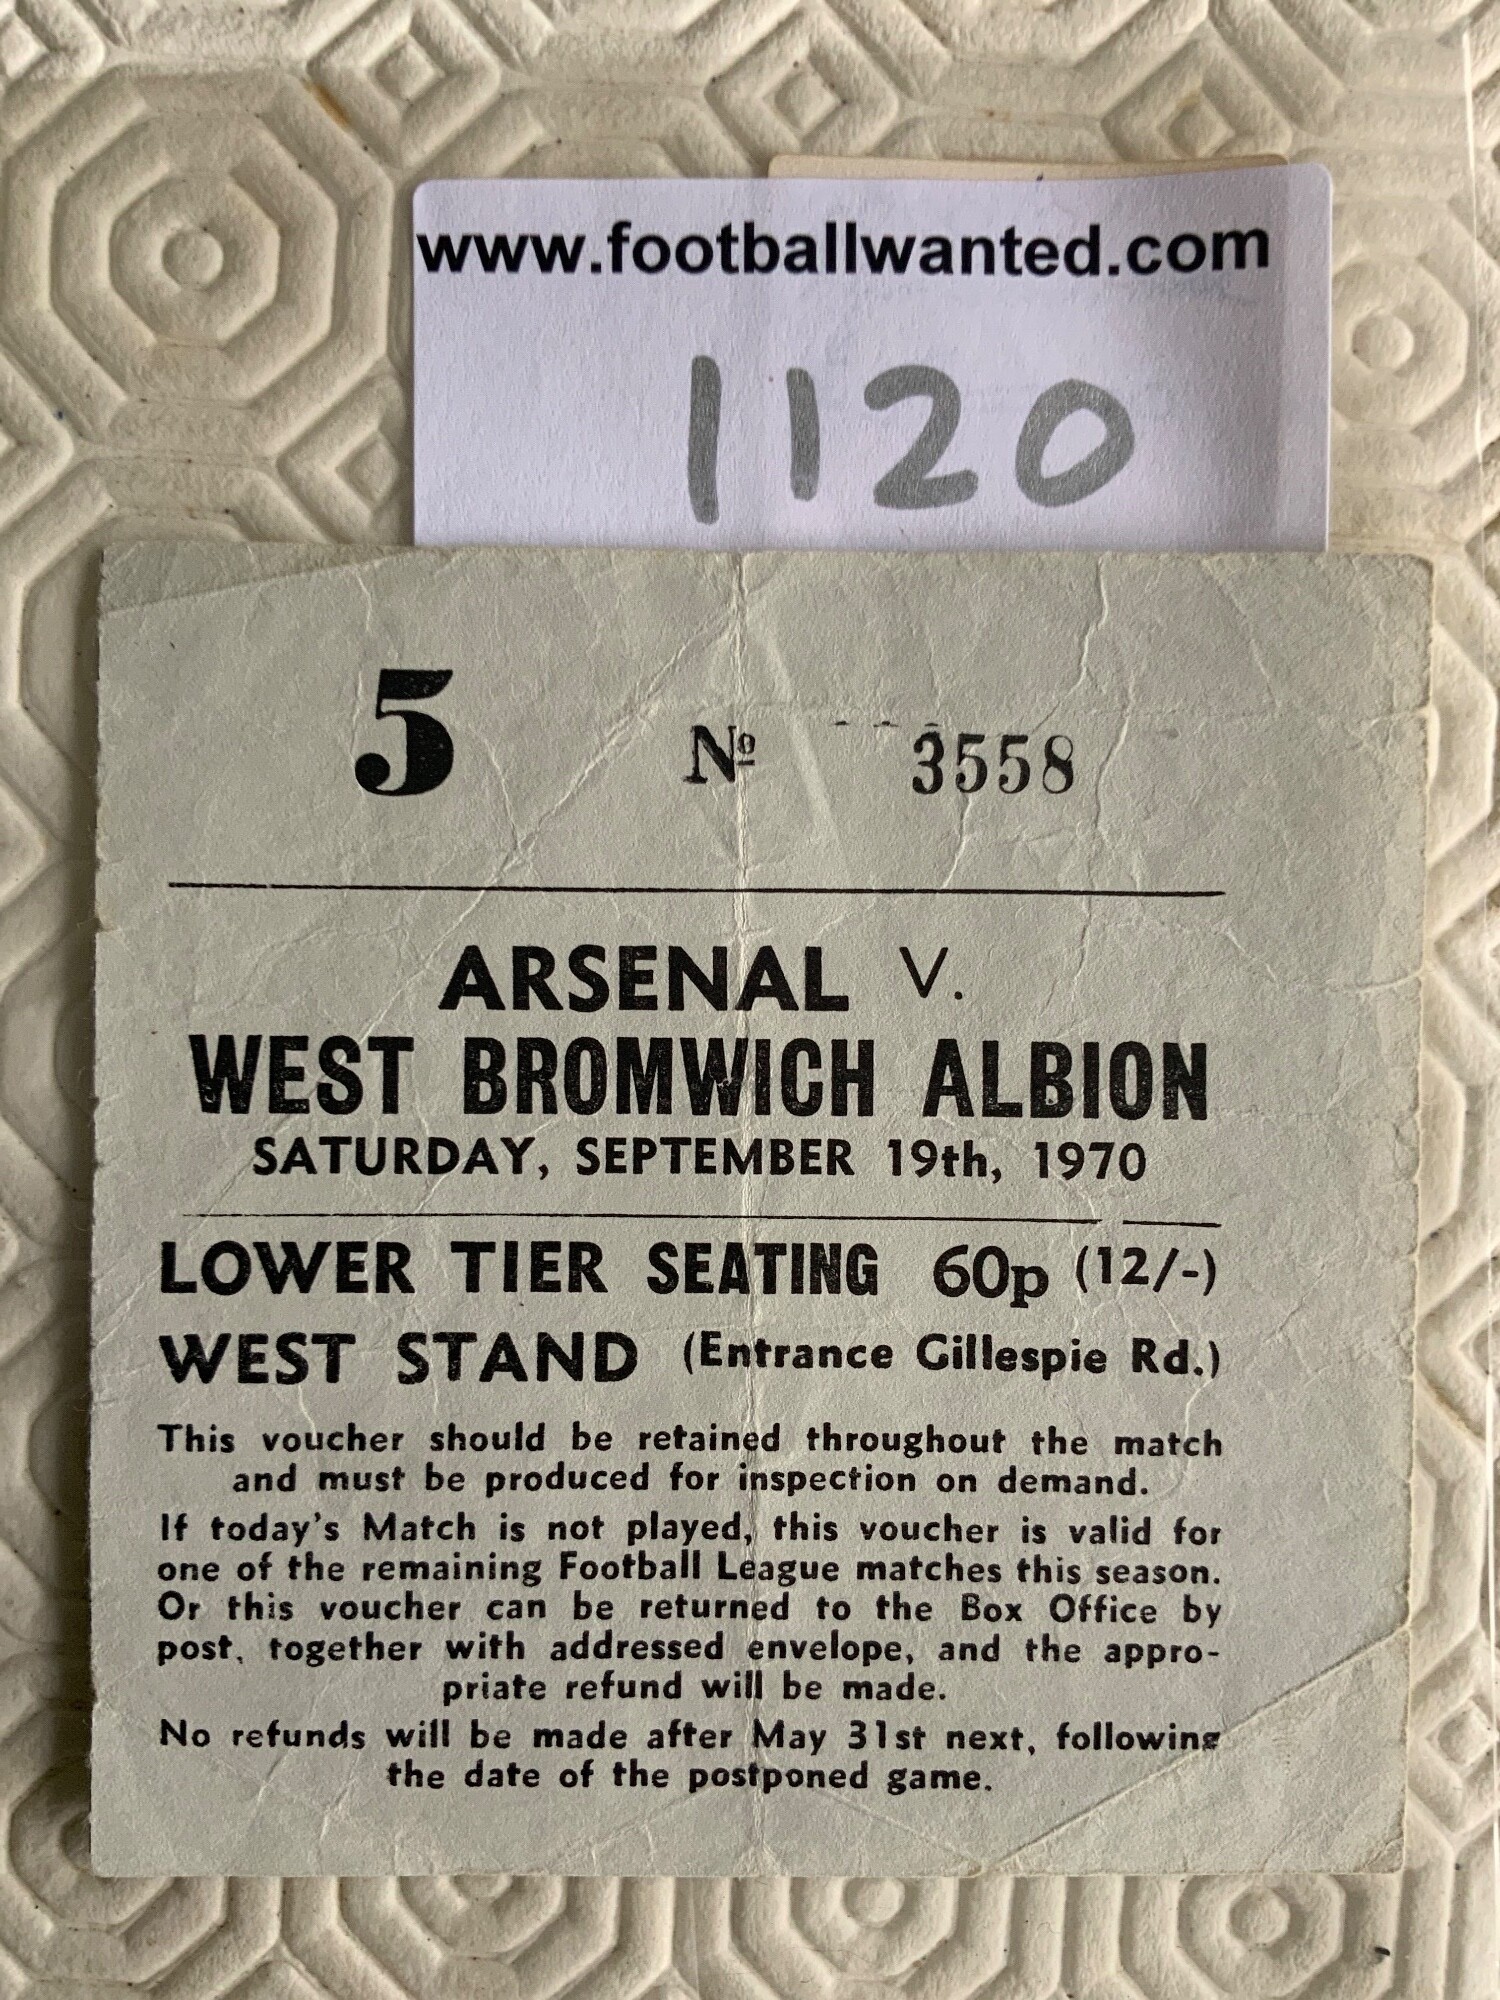 www.footballwanted.com
1120
5 Nº 3558
ARSENAL V.
WEST BROMWICH ALBION
SATURDAY, SEPTEMBER 19th, 1970
LOWER TIER SEATING 60p (12/-)
WEST STAND (Entrance Gillespie Rd.)
This voucher should be retained throughout the match
and must be produced for inspection on demand.
If today's Match is not played, this voucher is valid for
one of the remaining Football League matches this season.
Or this voucher can be returned to the Box Office by
post, together with addressed envelope, and the appro-
priate refund will be made.
No refunds will be made after May 31st next, following
the date of the postponed game.